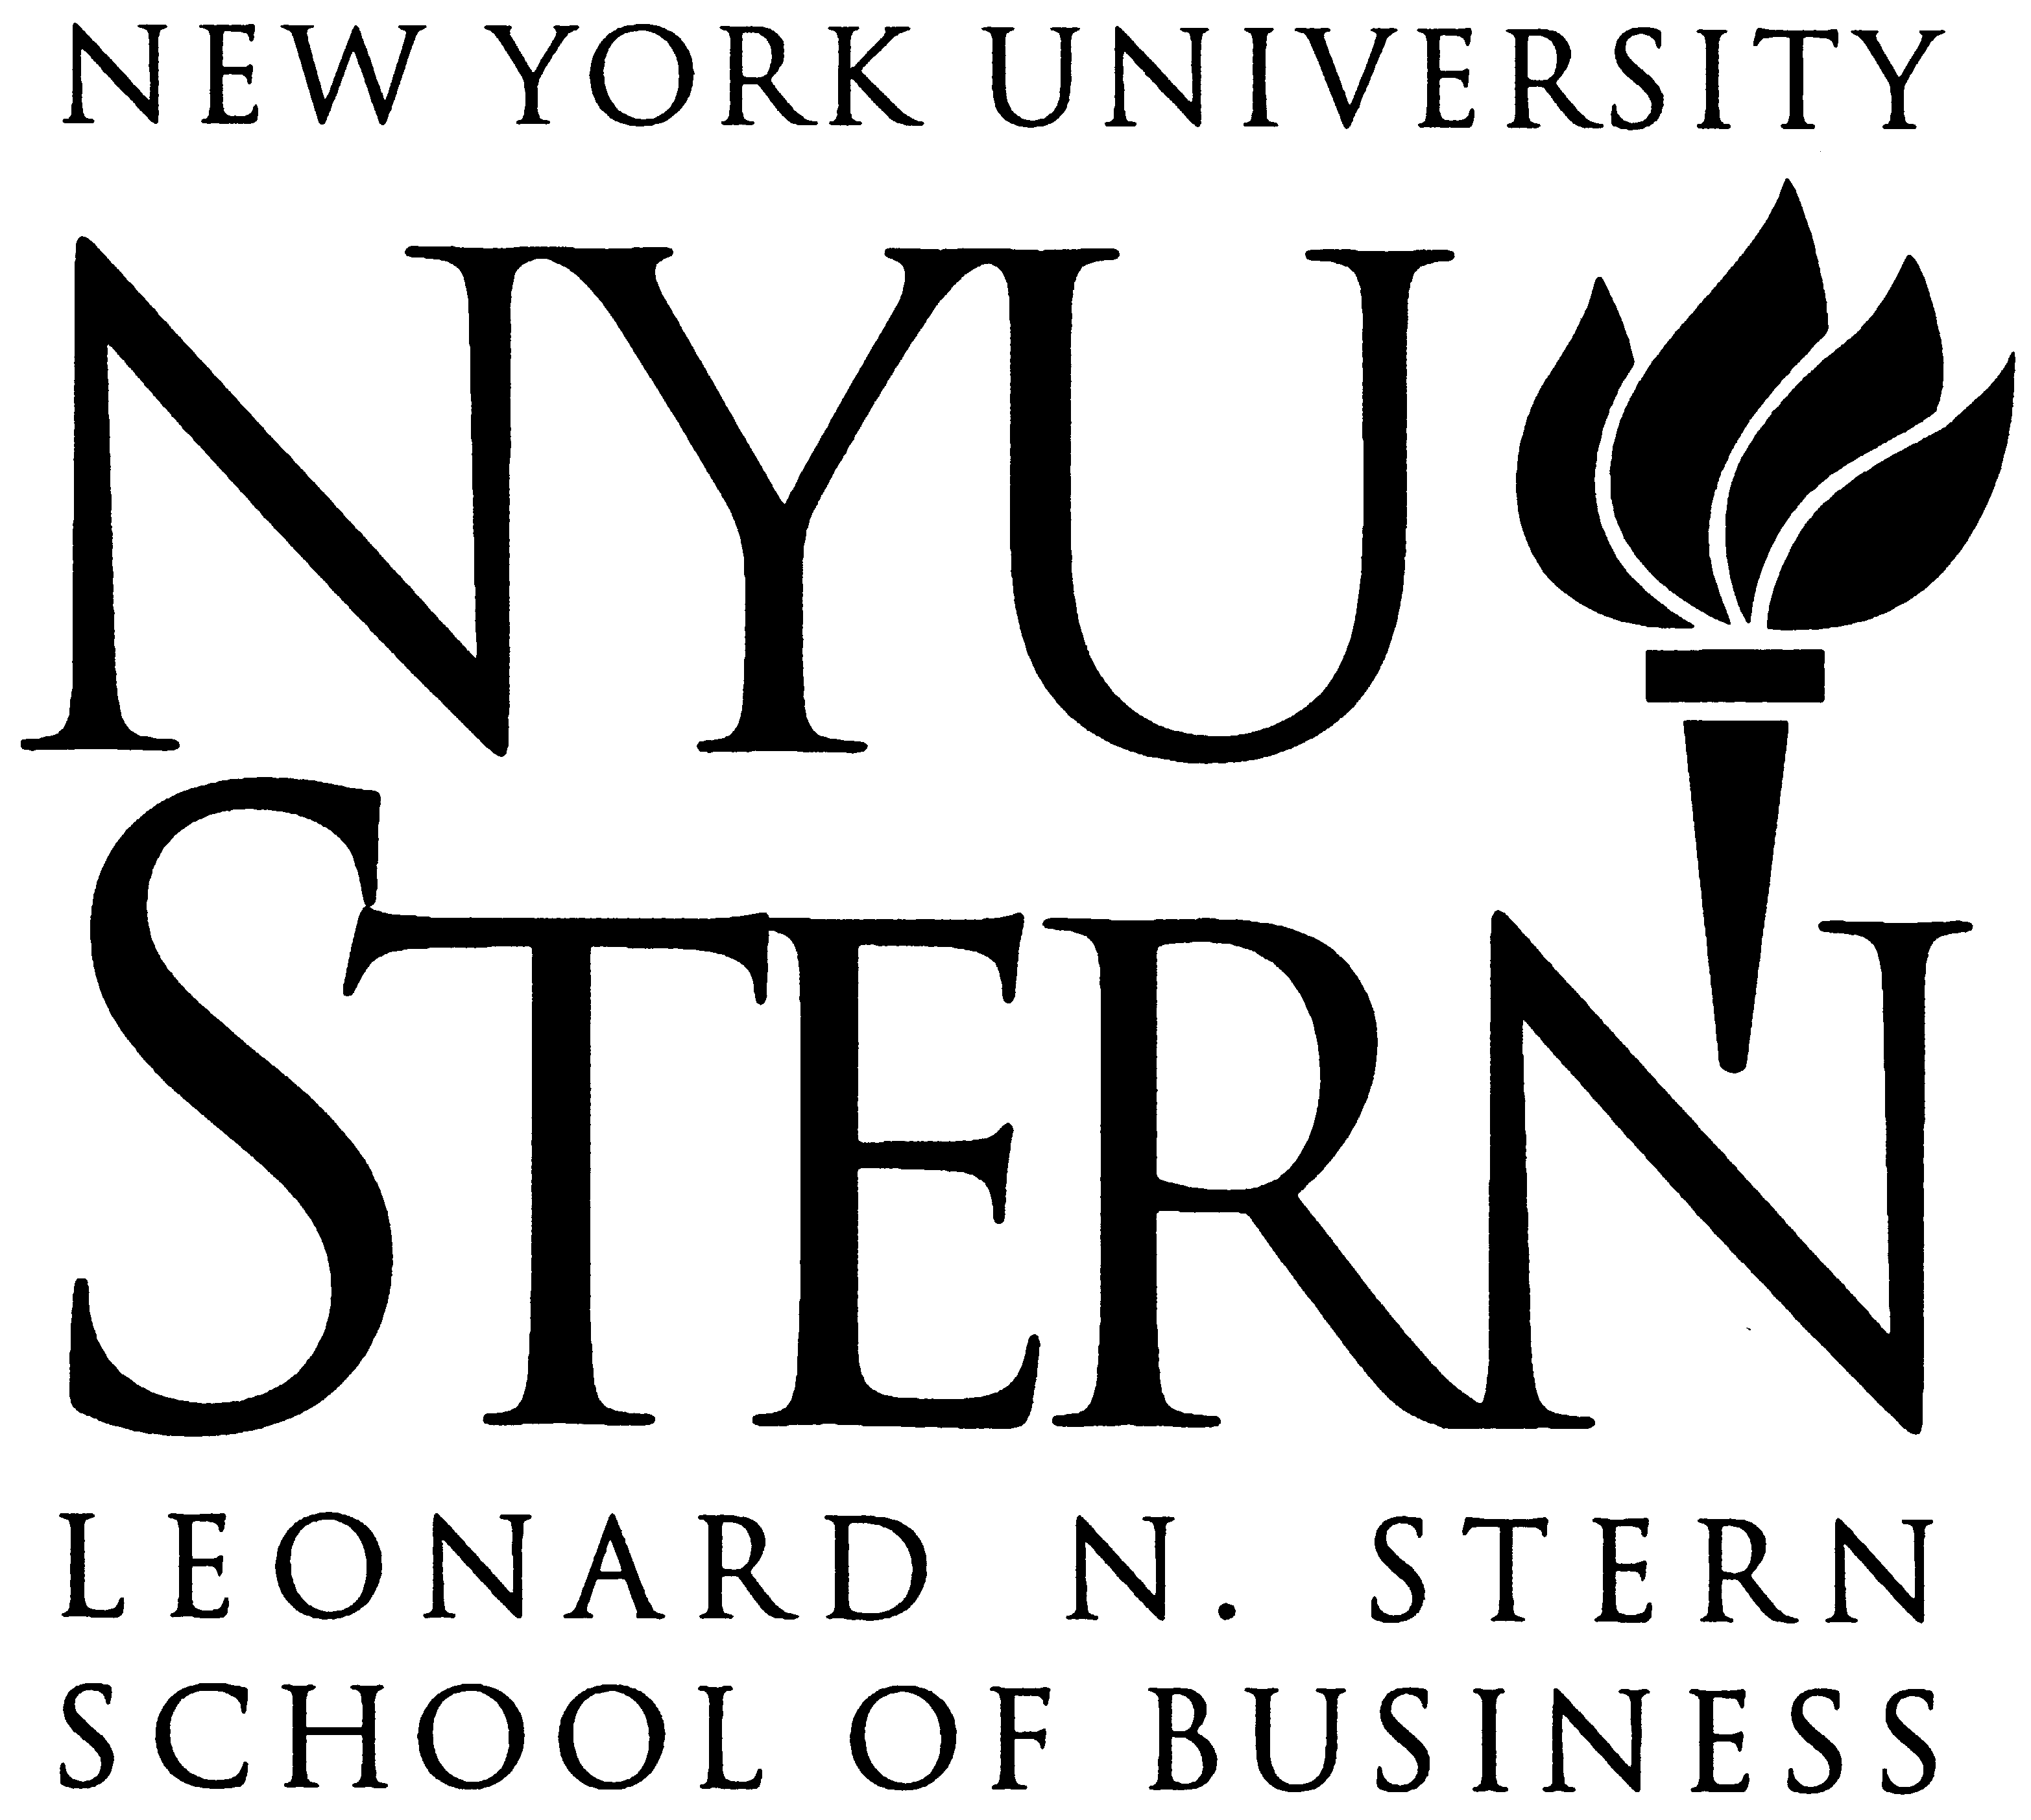 NEW YORK UNIVERSITY
NYU
STERN
LEONARD N. STERN
SCHOOL OF BUSINESS